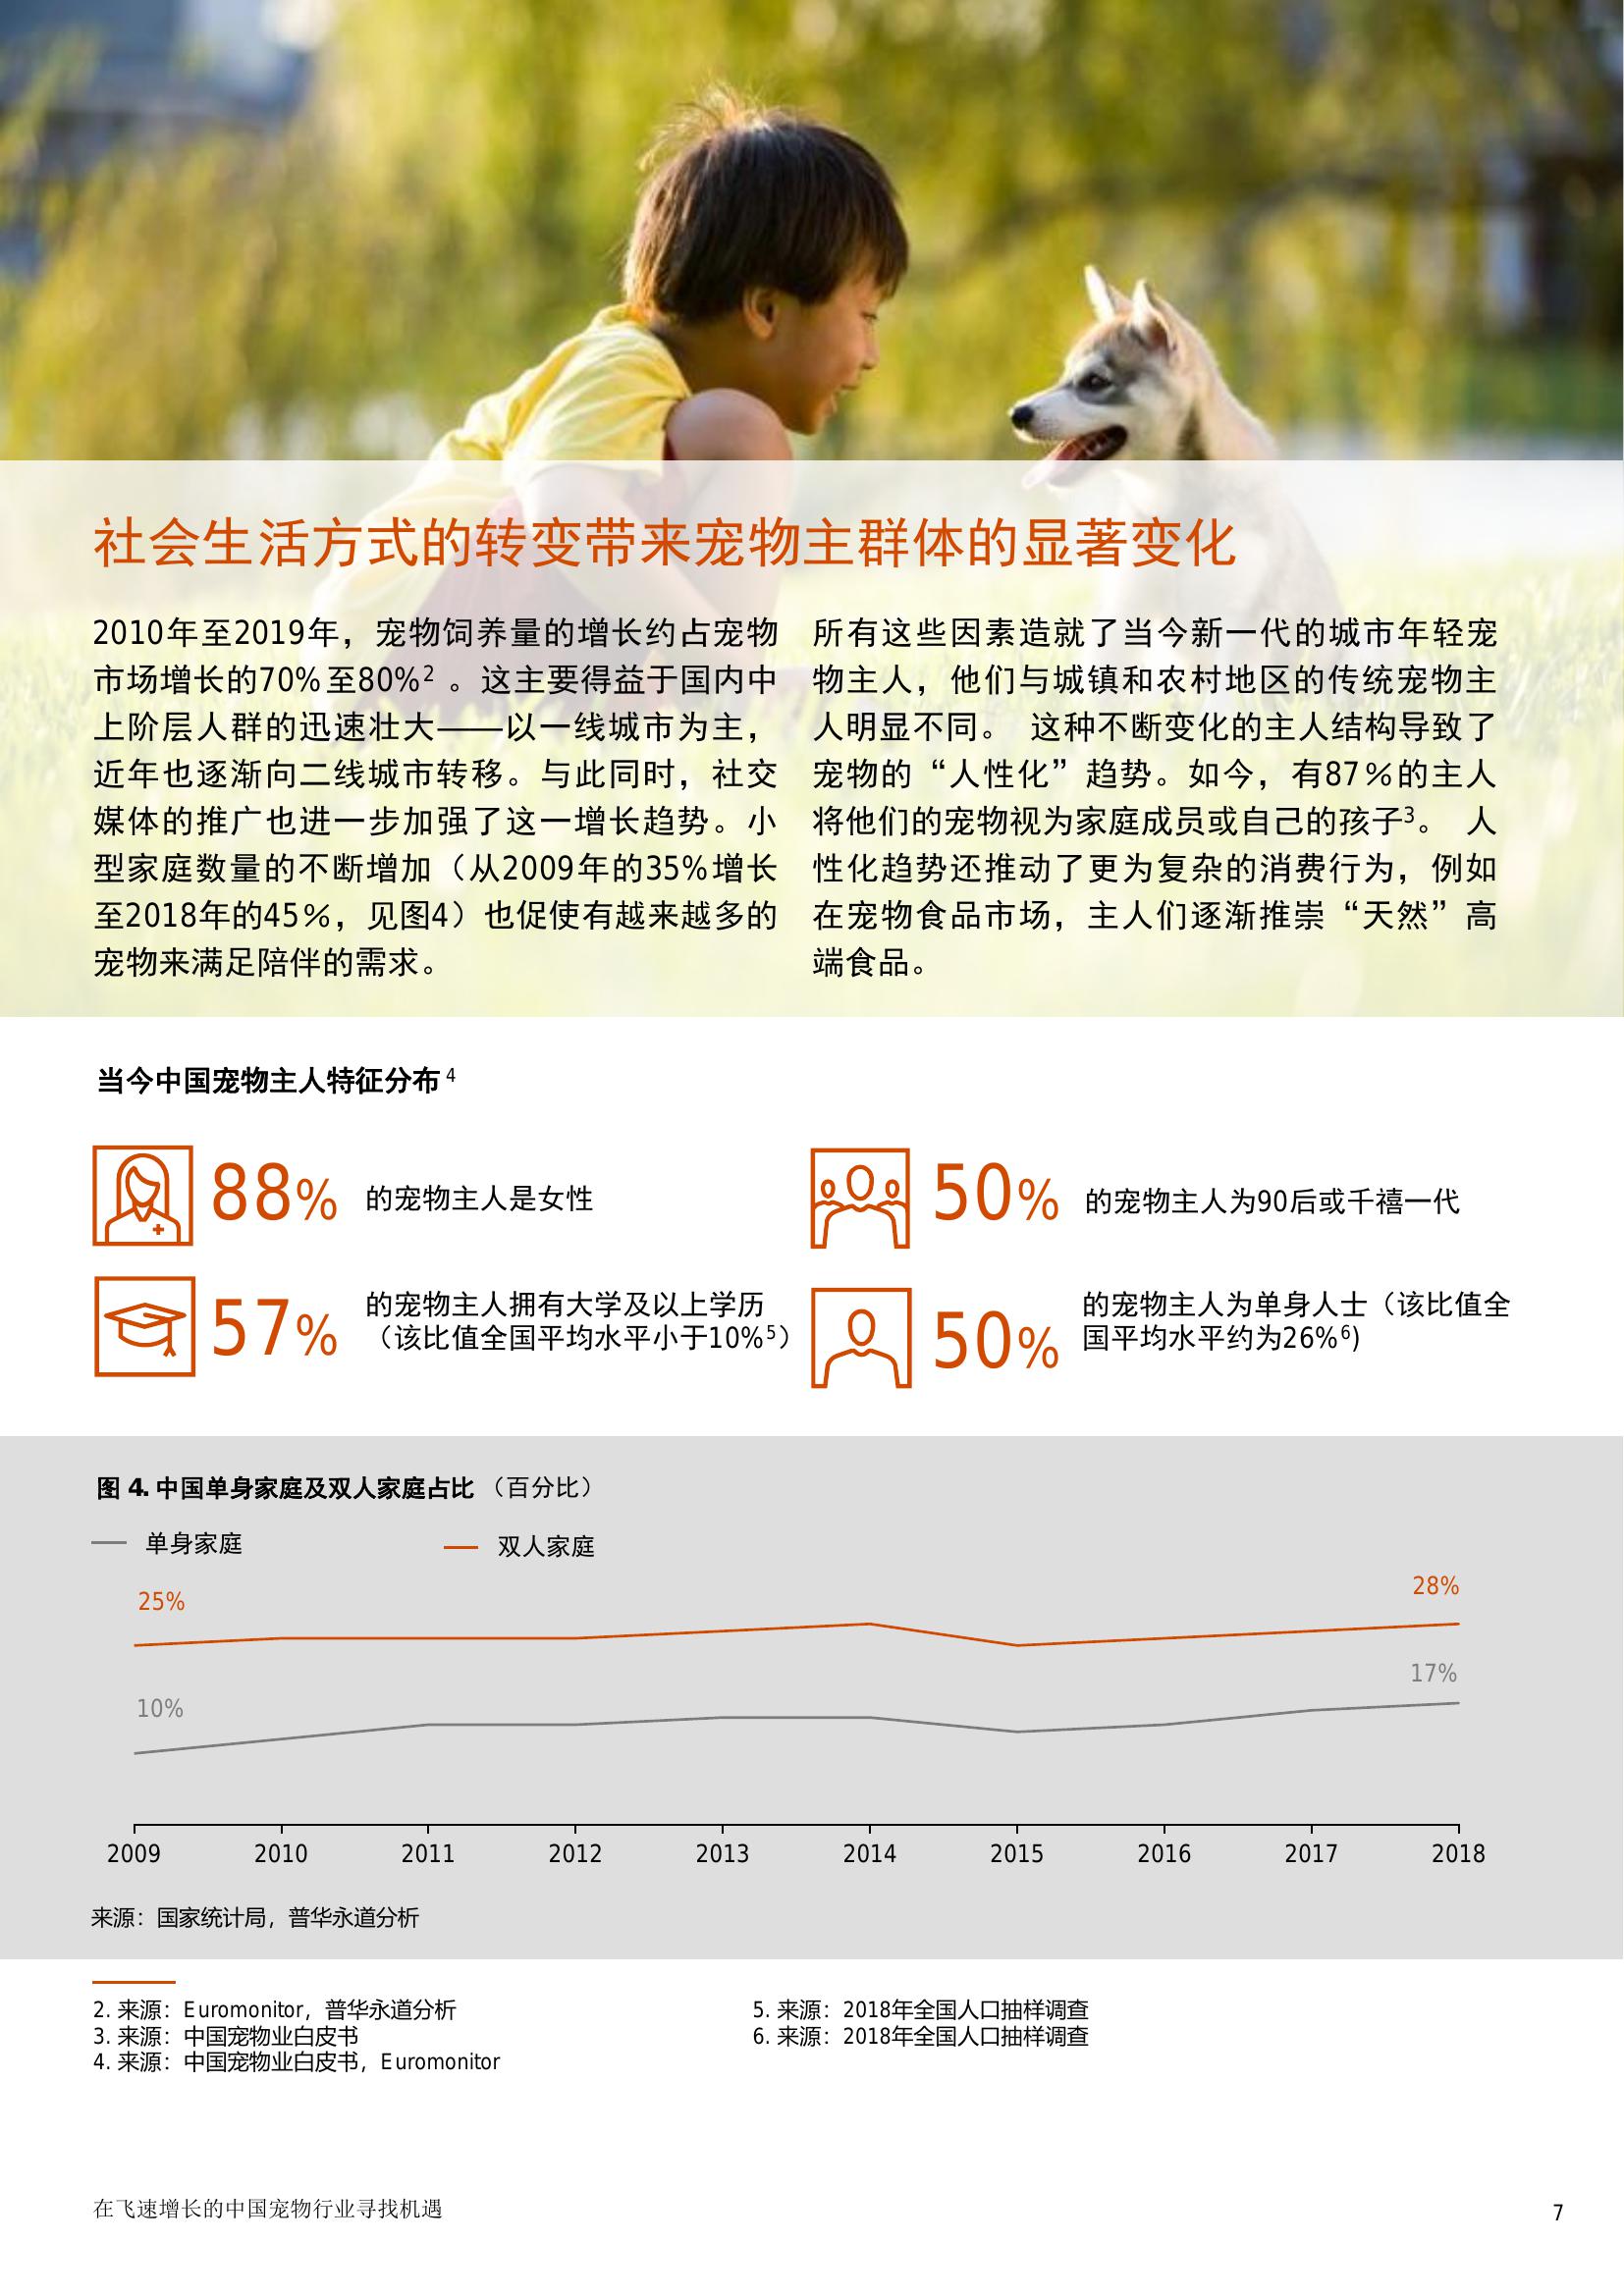 社会生活方式的转变带来宠物主群体的显著变化
2010年至2019年，宠物饲养量的增长约占宠物
市场增长的70%至80%2 。这主要得益于国内中
上阶层人群的迅速壮大——以一线城市为主，
近年也逐渐向二线城市转移。与此同时，社交
媒体的推广也进一步加强了这一增长趋势。小
型家庭数量的不断增加（从2009年的35%增长
至2018年的45%，见图4）也促使有越来越多的
宠物来满足陪伴的需求。
所有这些因素造就了当今新一代的城市年轻宠
物主人，他们与城镇和农村地区的传统宠物主
人明显不同。 这种不断变化的主人结构导致了
宠物的“人性化”趋势。如今，有87%的主人
将他们的宠物视为家庭成员或自己的孩子3。 人
性化趋势还推动了更为复杂的消费行为，例如
在宠物食品市场，主人们逐渐推崇“天然”高
端食品。
当今中国宠物主人特征分布4
88% 的宠物主人是女性
50% 的宠物主人为90后或千禧一代
57% 的宠物主人拥有大学及以上学历
（该比值全国平均水平小于10%5）
50% 的宠物主人为单身人士（该比值全
国平均水平约为26%6)
图 4. 中国单身家庭及双人家庭占比 （百分比）
单身家庭 双人家庭
25% 28%
10% 17%
2009 2010 2011 2012 2013 2014 2015 2016 2017 2018
来源：国家统计局，普华永道分析
2. 来源：Euromonitor，普华永道分析
3. 来源：中国宠物业白皮书
4. 来源：中国宠物业白皮书，Euromonitor
5. 来源：2018年全国人口抽样调查
6. 来源：2018年全国人口抽样调查
在飞速增长的中国宠物行业寻找机遇
7